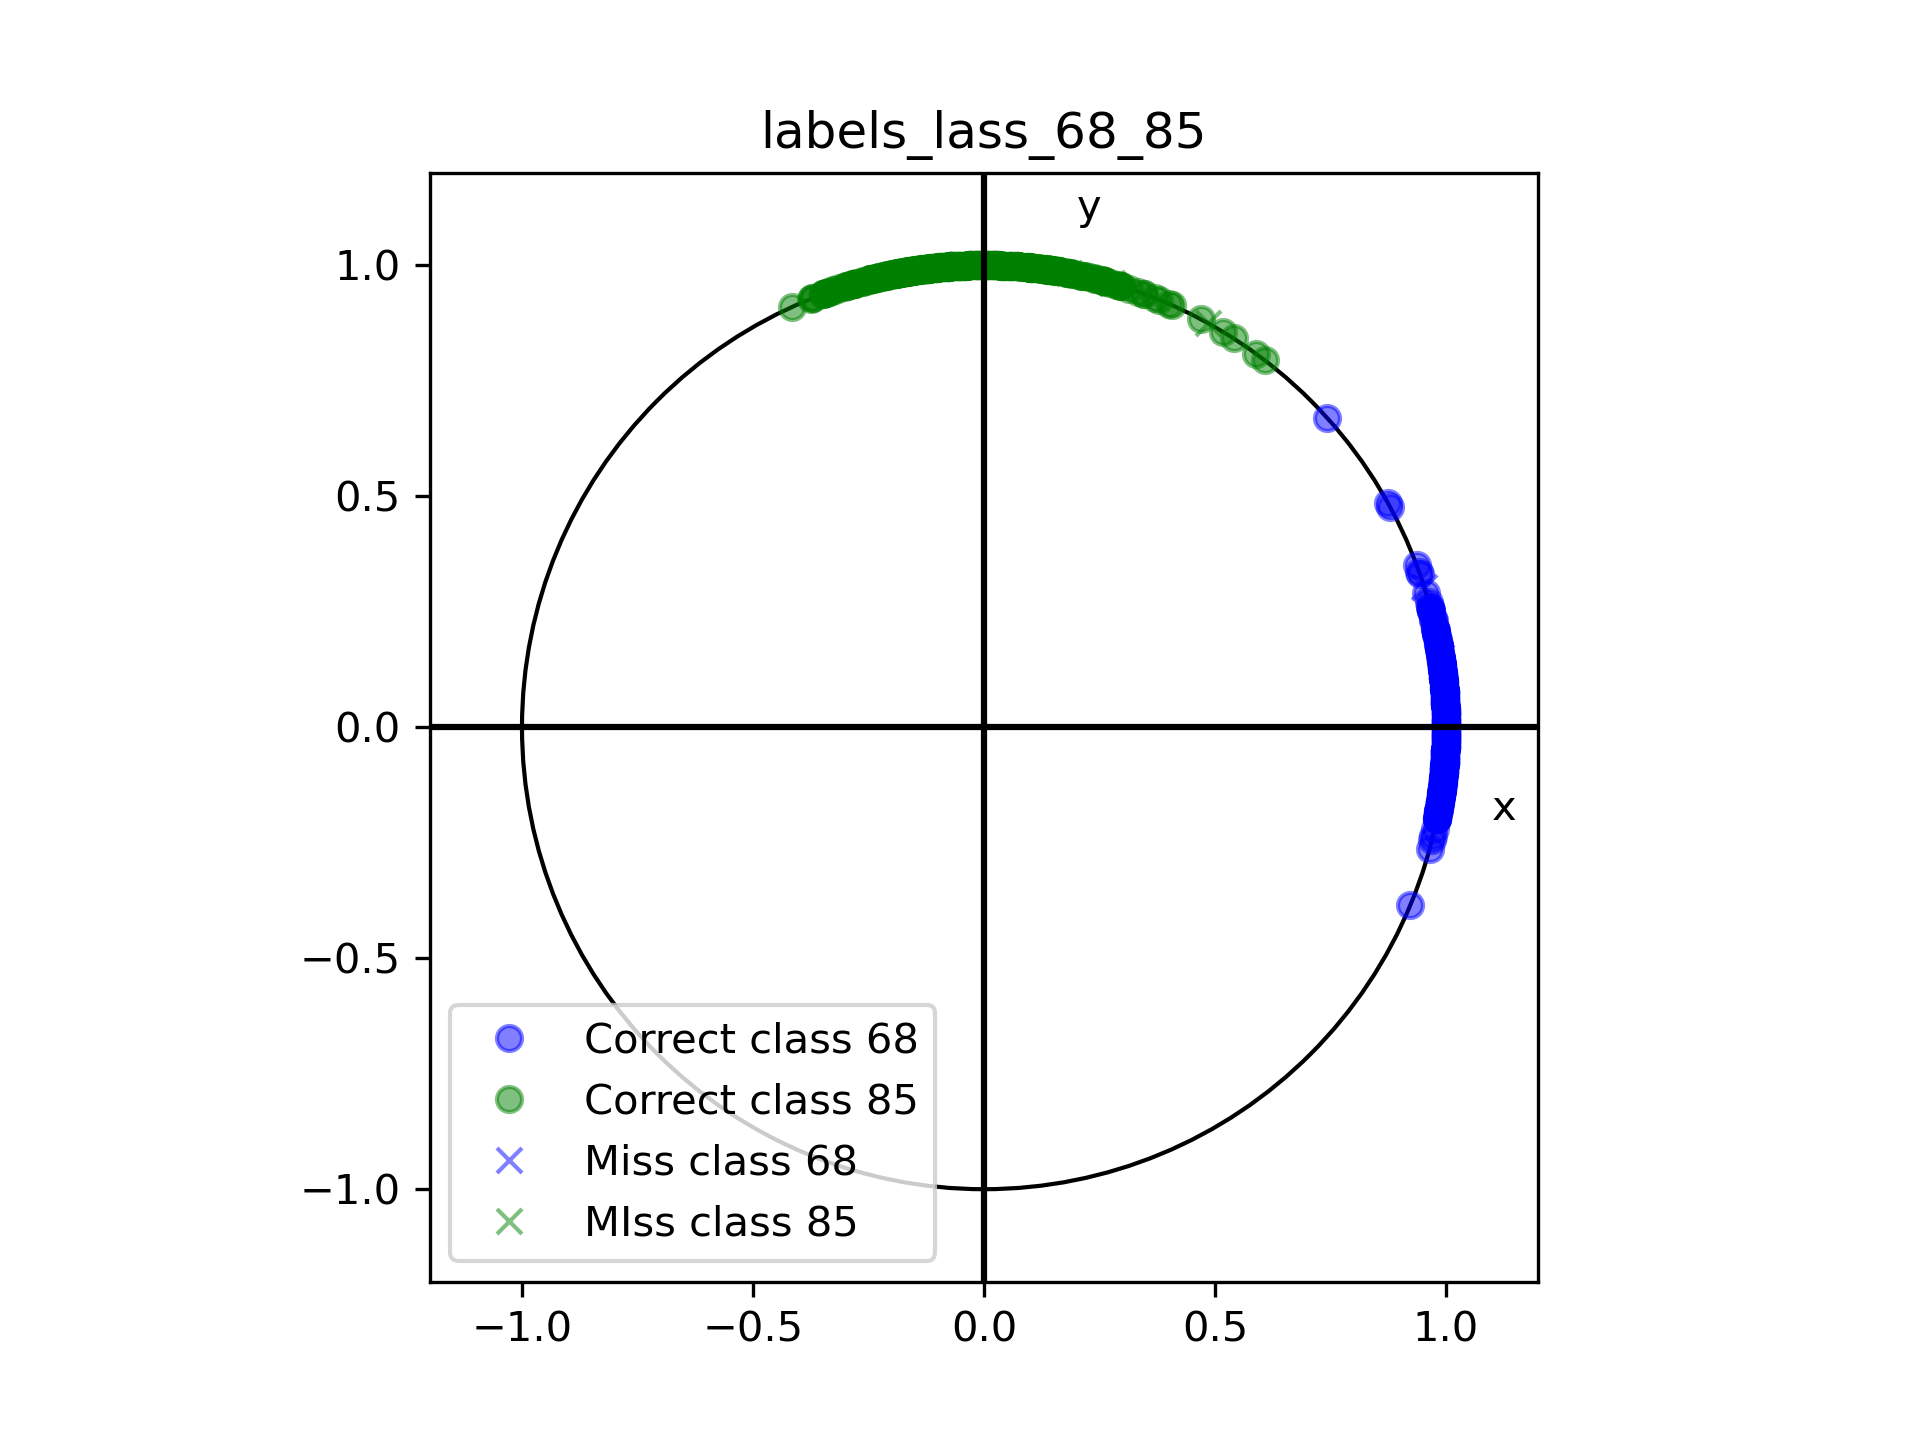 labels_lass_68_85
y
1.0
0.5
0.0
x
−0.5
−1.0
Correct class 68
Correct class 85
Miss class 68
MIss class 85
−1.0 −0.5 0.0 0.5 1.0